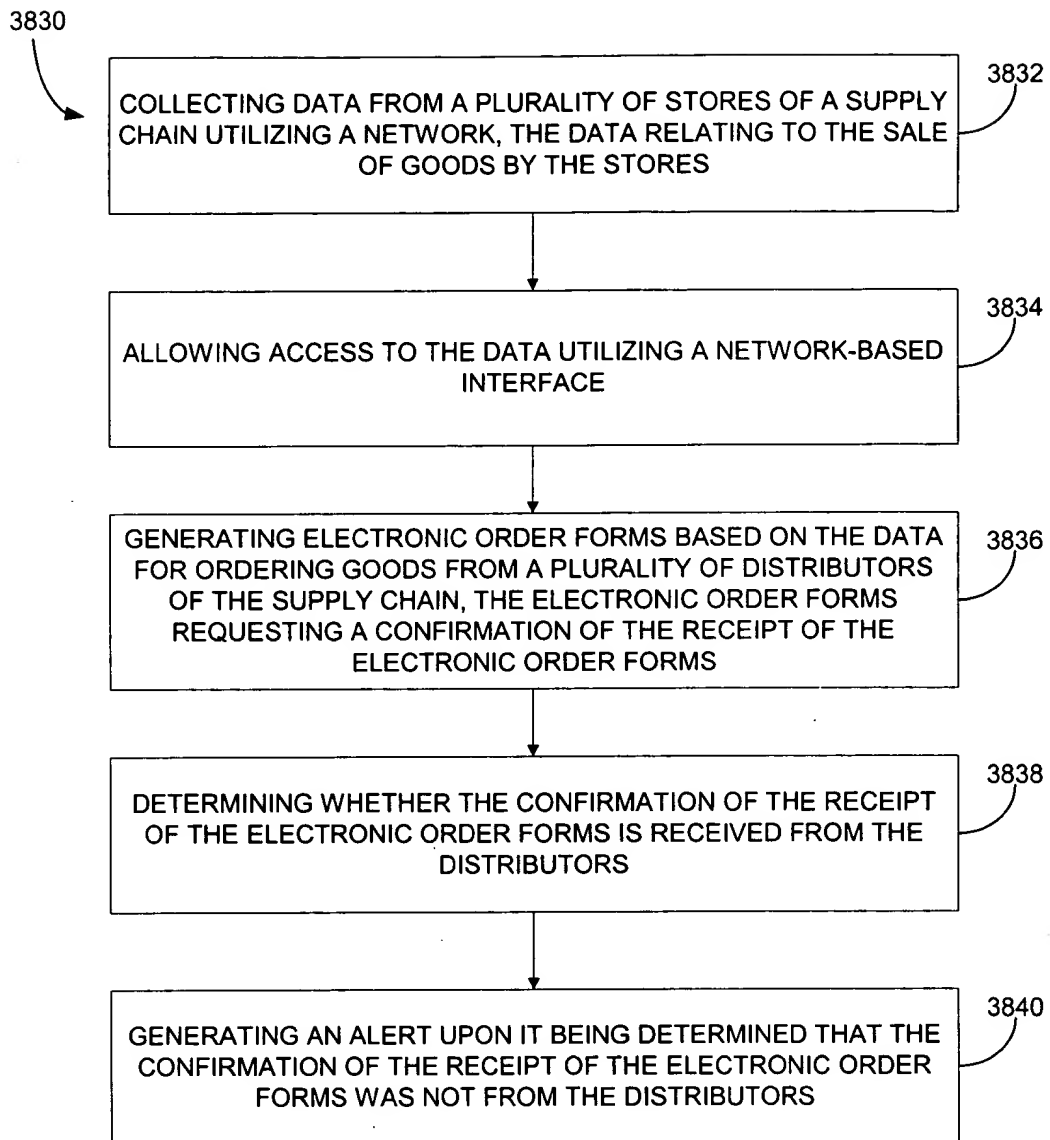 3830
3832
COLLECTING DATA FROM A PLURALITY OF STORES OF A SUPPLY
CHAIN UTILIZING A NETWORK, THE DATA RELATING TO THE SALE
OF GOODS BY THE STORES
3834
ALLOWING ACCESS TO THE DATA UTILIZING A NETWORK-BASED
INTERFACE
3836
GENERATING ELECTRONIC ORDER FORMS BASED ON THE DATA
FOR ORDERING GOODS FROM A PLURALITY OF DISTRIBUTORS
OF THE SUPPLY CHAIN, THE ELECTRONIC ORDER FORMS
REQUESTING A CONFIRMATION OF THE RECEIPT OF THE
ELECTRONIC ORDER FORMS
3838
DETERMINING WHETHER THE CONFIRMATION OF THE RECEIPT
OF THE ELECTRONIC ORDER FORMS IS RECEIVED FROM THE
DISTRIBUTORS
3840
GENERATING AN ALERT UPON IT BEING DETERMINED THAT THE
CONFIRMATION OF THE RECEIPT OF THE ELECTRONIC ORDER
FORMS WAS NOT FROM THE DISTRIBUTORS